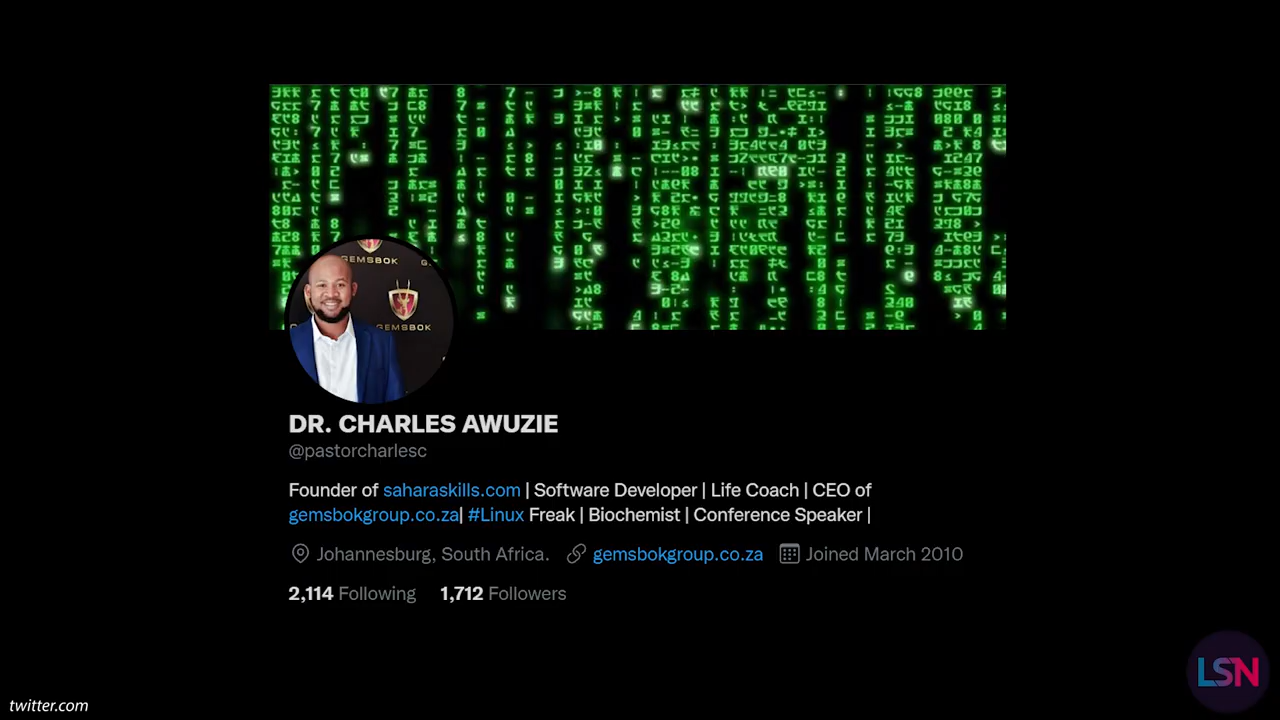 GEMSBOK
GEMSBOK
DR. CHARLES AWUZIE
@pastorcharlesc
Founder of saharaskills.com | Software Developer | Life Coach | CEO of
gemsbokgroup.co.za| #Linux Freak | Biochemist | Conference Speaker |
Johannesburg, South Africa. gemsbokgroup.co.za Joined March 2010
2,114 Following 1,712 Followers
LSN
twitter.com